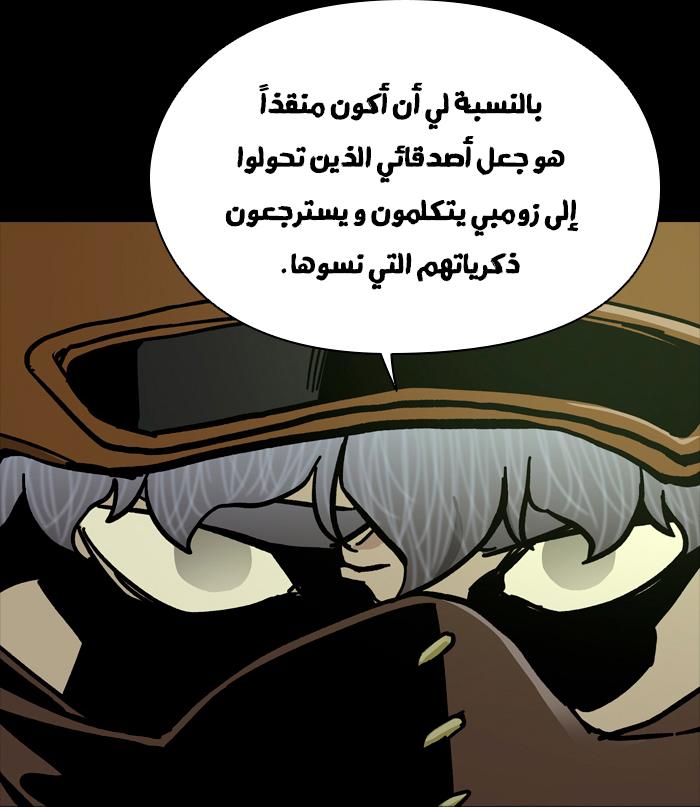 بالنسبة لي أن أكون منقذاً
هو جعل أصدقائي الذين تحولوا
إلى زومبي يتكلمون و يسترجعون
ذكرياتهم التي نسوها.